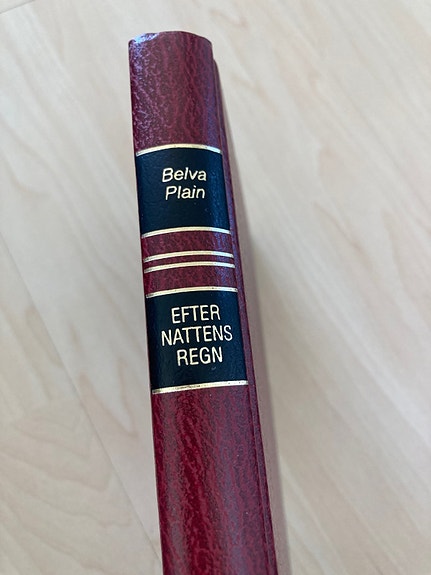 Belva
Plain
EFTER
NATTENS
REGN